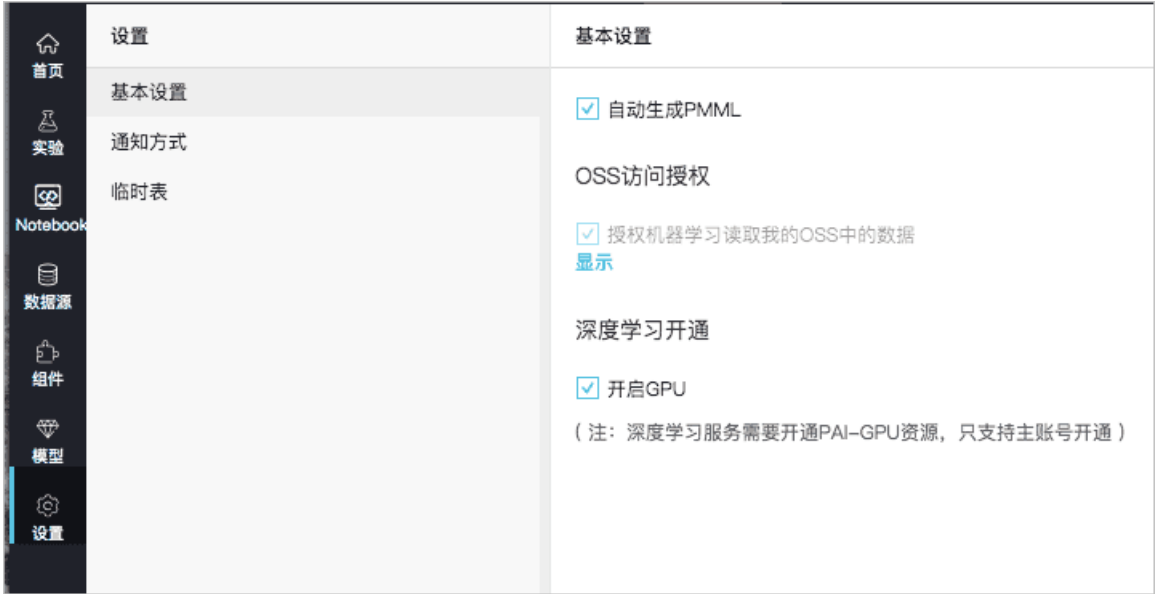 首页
实验
Notebook
数据源
组件
模型
设置
设置
基本设置
通知方式
临时表
基本设置
自动生成PMML
OSS访问授权
授权机器学习读取我的OSS中的数据
显示
深度学习开通
开启GPU
（注：深度学习服务需要开通PAI-GPU资源，只支持主账号开通）